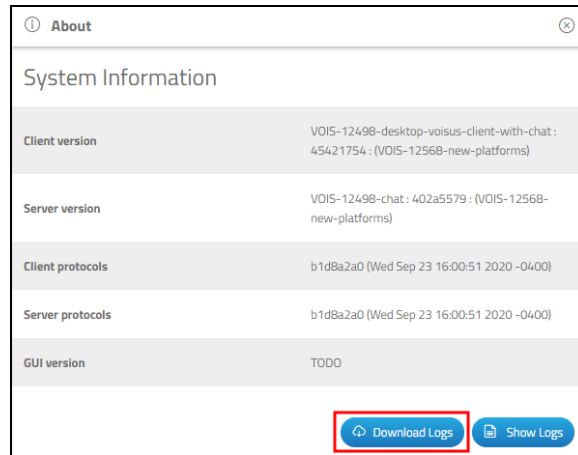 About
System Information
Client version
VOIS-12498-desktop-voisus-client-with-chat :
45421754 : (VOIS-12568-new-platforms)
Server version
VOIS-12498-chat : 402a5579 : (VOIS-12568-
new-platforms)
Client protocols
b1d8a2a0 (Wed Sep 23 16:00:51 2020 -0400)
Server protocols
b1d8a2a0 (Wed Sep 23 16:00:51 2020 -0400)
GUI version
TODO
Download Logs
Show Logs